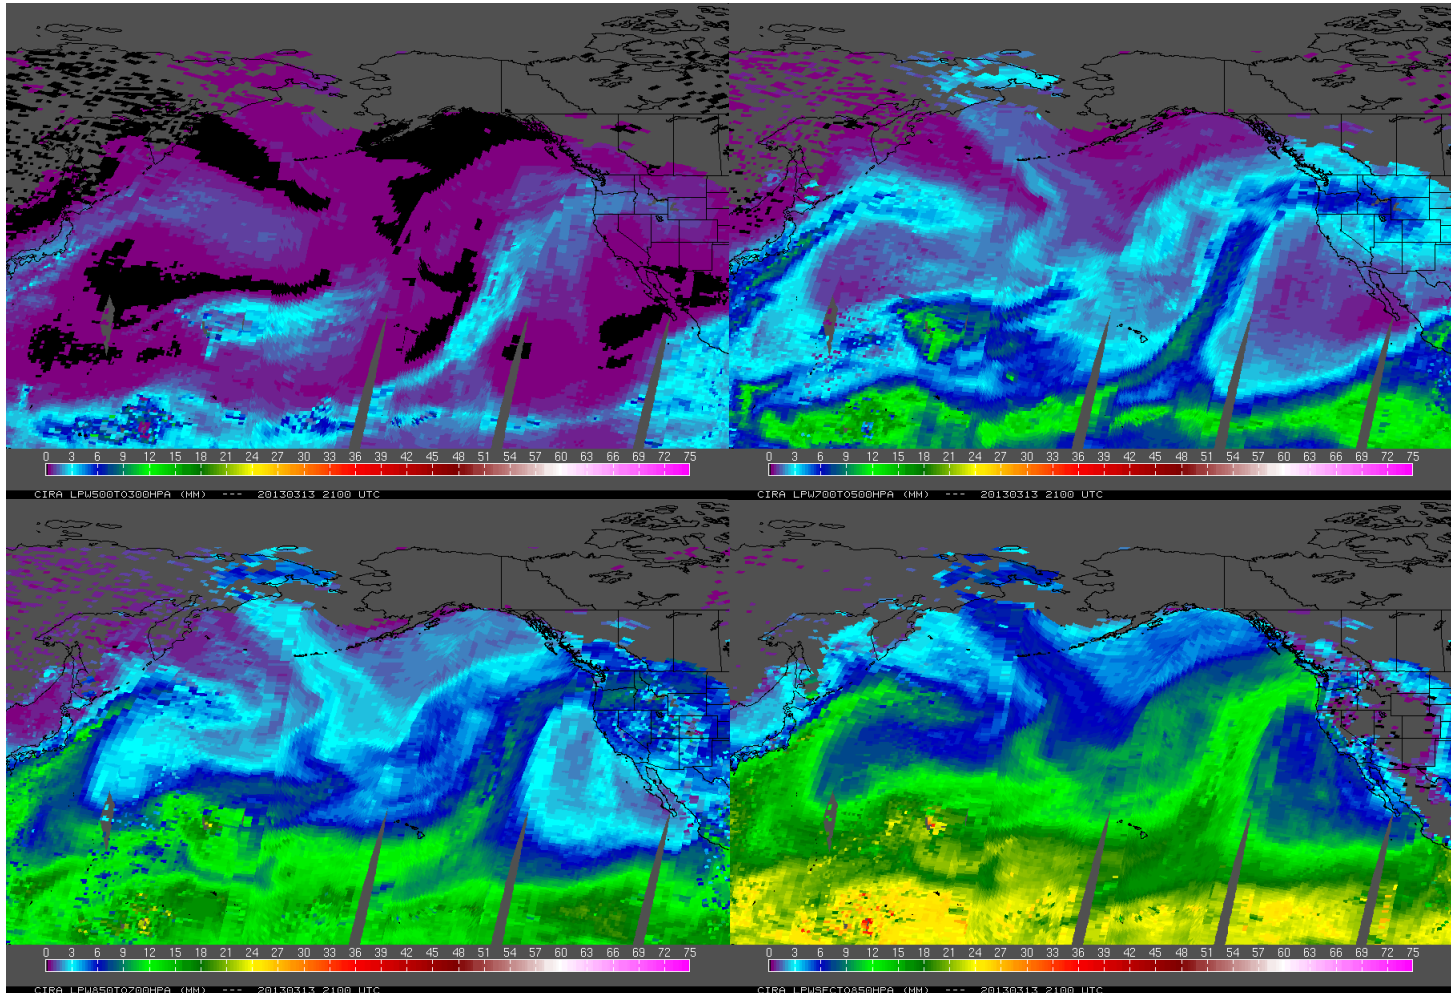 0 3 6 9 12 15 18 21 24 27 30 33 36 39 42 45 48 51 54 57 60 63 66 69 72 75
CIRA LPW500TO300HPA (MM) --- 20130313 2100 UTC
0 3 6 9 12 15 18 21 24 27 30 33 36 39 42 45 48 51 54 57 60 63 66 69 72 75
CIRA LPW700TO500HPA (MM) --- 20130313 2100 UTC
0 3 6 9 12 15 18 21 24 27 30 33 36 39 42 45 48 51 54 57 60 63 66 69 72 75
CIRA LPW850TO700HPA (MM) --- 20130313 2100 UTC
0 3 6 9 12 15 18 21 24 27 30 33 36 39 42 45 48 51 54 57 60 63 66 69 72 75
CIRA LPWSFCTO850HPA (MM) --- 20130313 2100 UTC